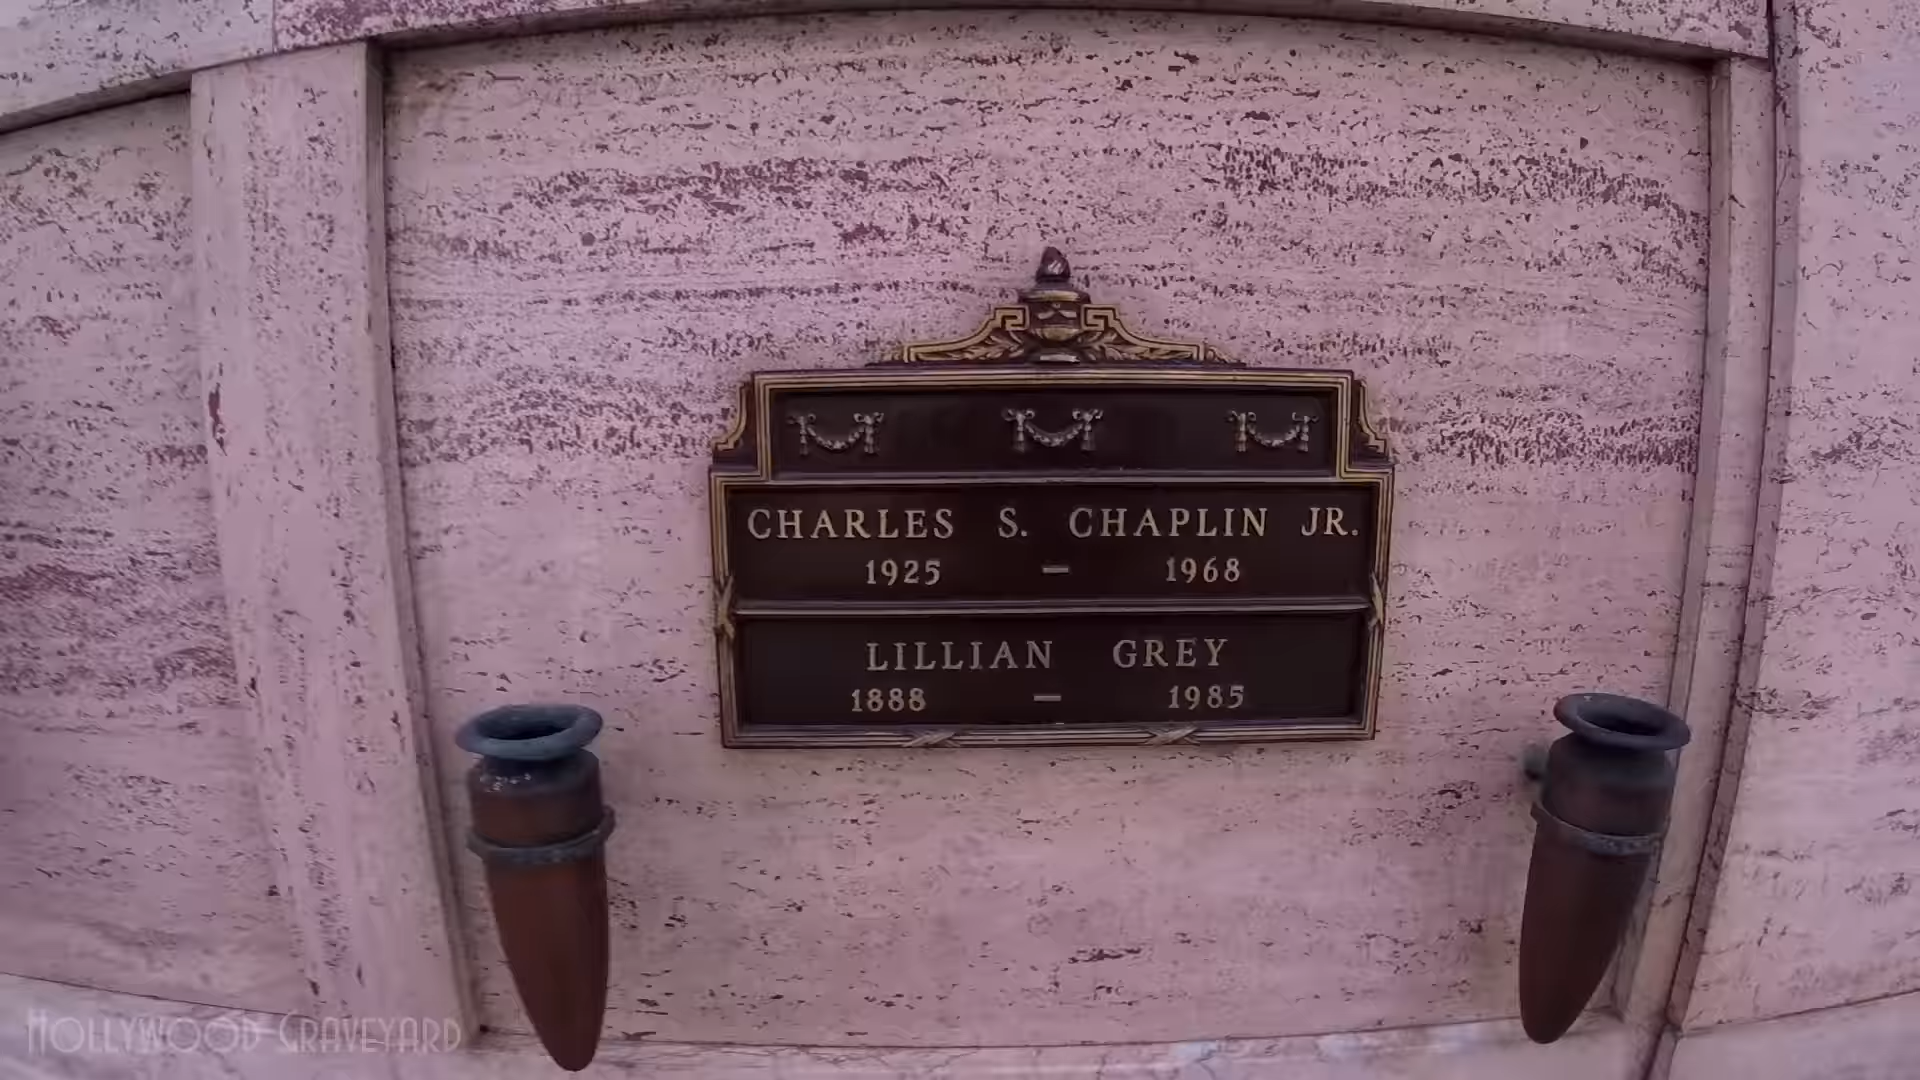 CHARLES S. CHAPLIN JR.
1925 – 1968
LILLIAN GREY
1888 – 1985
HOLLYWOOD GRAVEYARD